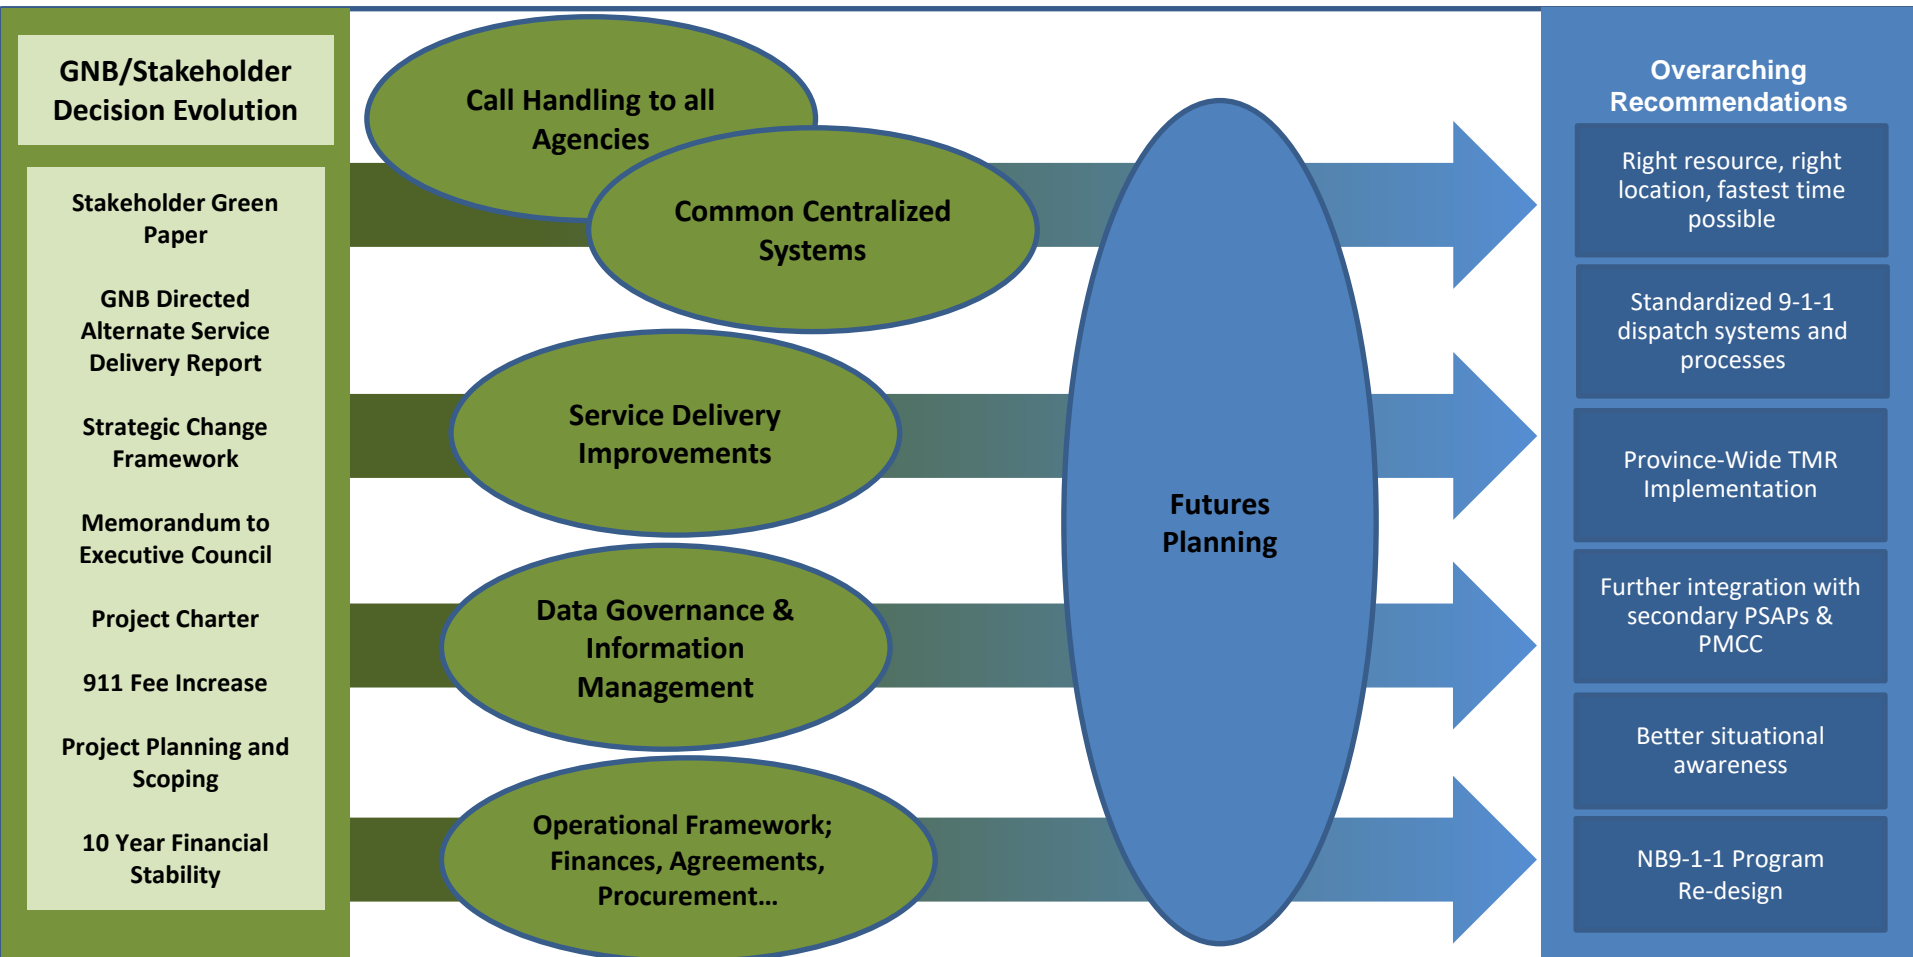 GNB/Stakeholder
Decision Evolution
Stakeholder Green
Paper
GNB Directed
Alternate Service
Delivery Report
Strategic Change
Framework
Memorandum to
Executive Council
Project Charter
911 Fee Increase
Project Planning and
Scoping
10 Year Financial
Stability
Call Handling to all
Agencies
Common Centralized
Systems
Service Delivery
Improvements
Data Governance &
Information
Management
Operational Framework;
Finances, Agreements,
Procurement…
Futures
Planning
Overarching
Recommendations
Right resource, right
location, fastest time
possible
Standardized 9-1-1
dispatch systems and
processes
Province-Wide TMR
Implementation
Further integration with
secondary PSAPs &
PMCC
Better situational
awareness
NB9-1-1 Program
Re-design